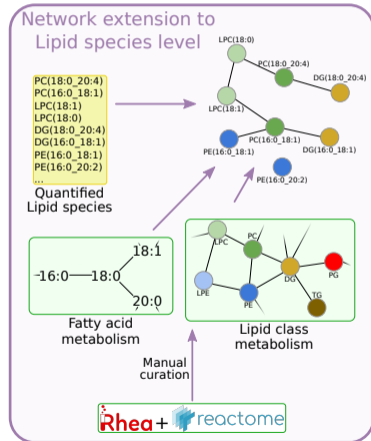 Network extension to
Lipid species level
PC(18:0_20:4)
PC(16:0_18:1)
LPC(18:1)
LPC(18:0)
DG(18:0_20:4)
DG(16:0_18:1)
PE(16:0_18:1)
PE(16:0_20:2)
...
Quantified
Lipid species
LPC(18:0)
PC(18:0_20:4)
DG(18:0_20:4)
LPC(18:1)
PC(16:0_18:1)
PE(16:0_18:1)
DG(16:0_18:1)
PE(16:0_20:2)
16:0
18:0
18:1
20:0
Fatty acid
metabolism
LPC
PC
DG
PG
LPE
PE
TG
Lipid class
metabolism
Manual
curation
Rhea + reactome